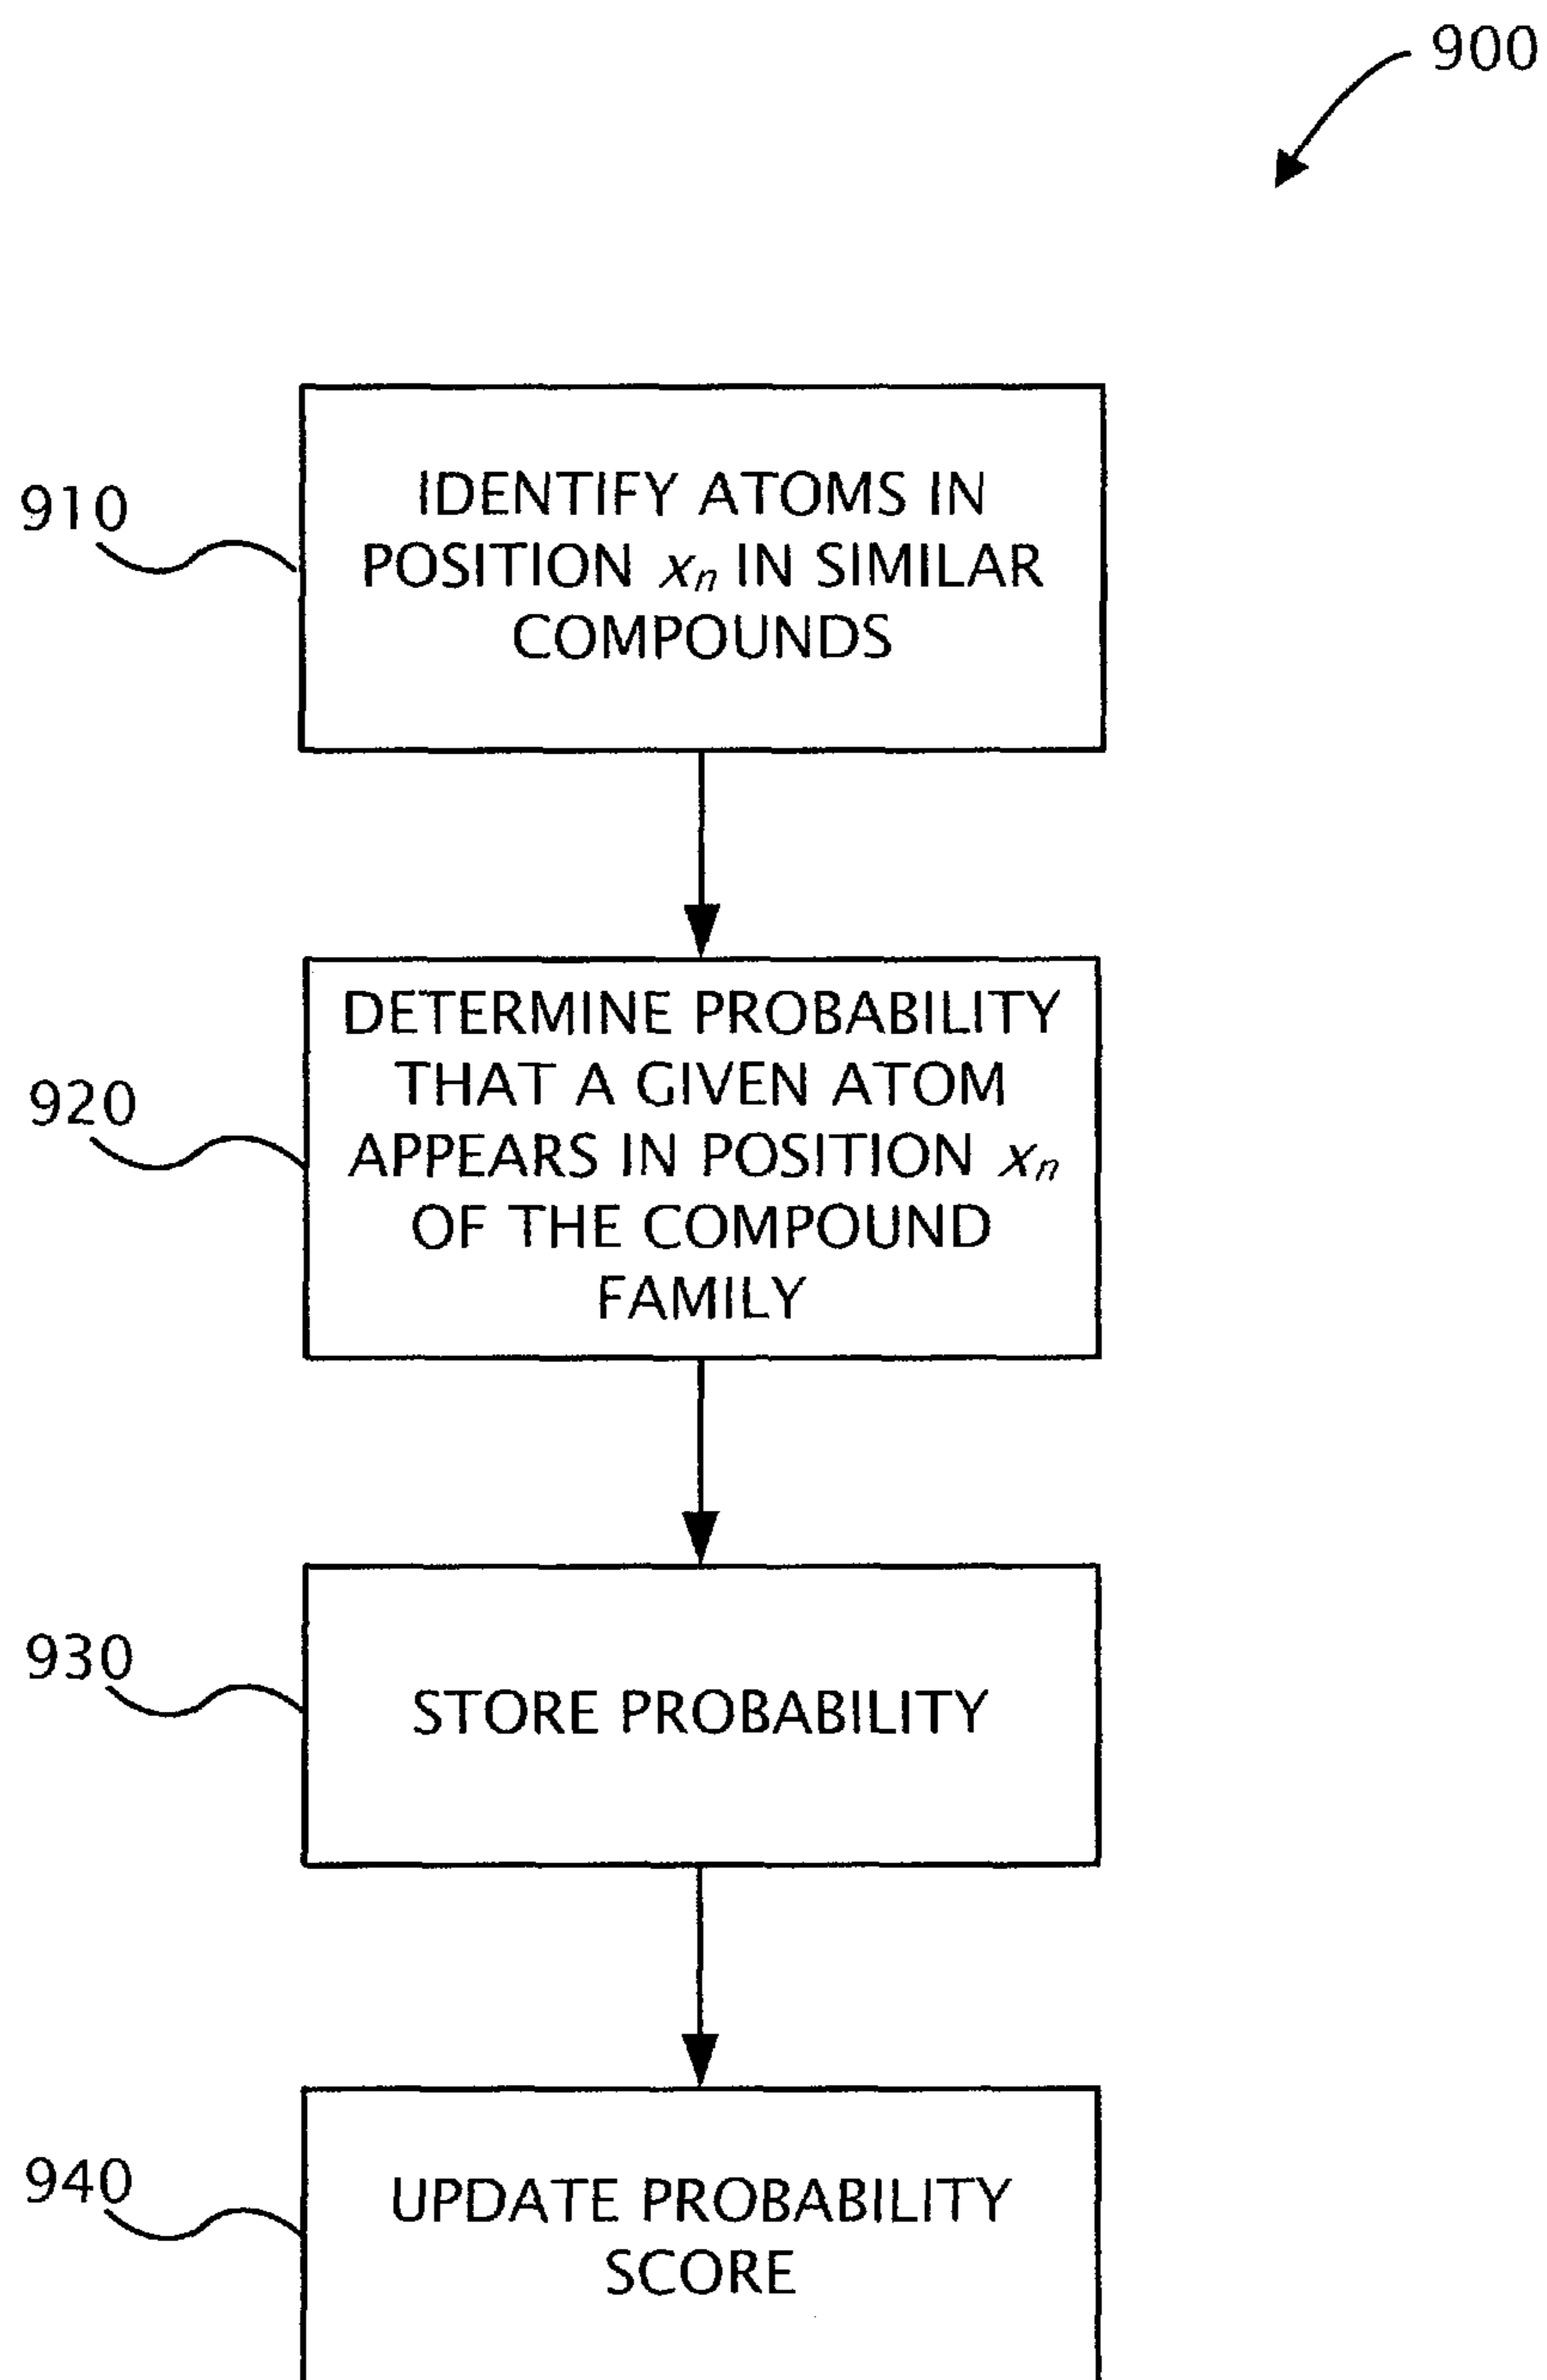 900
910
IDENTIFY ATOMS IN
POSITION xn IN SIMILAR
COMPOUNDS
920
DETERMINE PROBABILITY
THAT A GIVEN ATOM
APPEARS IN POSITION xn
OF THE COMPOUND
FAMILY
930
STORE PROBABILITY
940
UPDATE PROBABILITY
SCORE